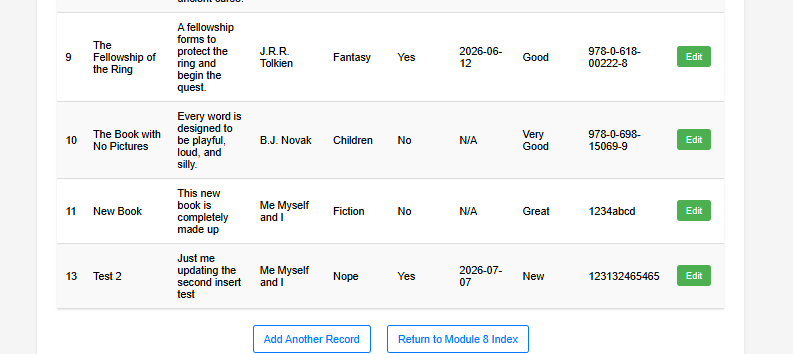 ancient curse.
9 The Fellowship of the Ring A fellowship forms to protect the ring and begin the quest. J.R.R. Tolkien Fantasy Yes 2026-06-12 Good 978-0-618-00222-8 Edit
10 The Book with No Pictures Every word is designed to be playful, loud, and silly. B.J. Novak Children No N/A Very Good 978-0-698-15069-9 Edit
11 New Book This new book is completely made up Me Myself and I Fiction No N/A Great 1234abcd Edit
13 Test 2 Just me updating the second insert test Me Myself and I Nope Yes 2026-07-07 New 123132465465 Edit
Add Another Record Return to Module 8 Index